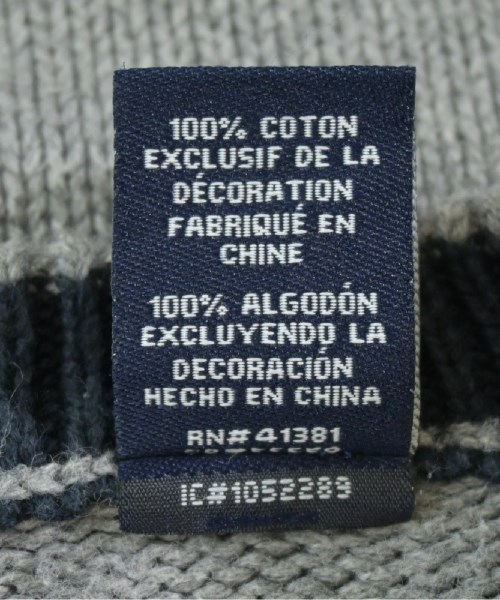 100% COTON
EXCLUSIF DE LA
DÉCORATION
FABRIQUÉ EN
CHINE
100% ALGODÓN
EXCLUYENDO LA
DECORACIÓN
HECHO EN CHINA
RN# 41381
IC#1052289